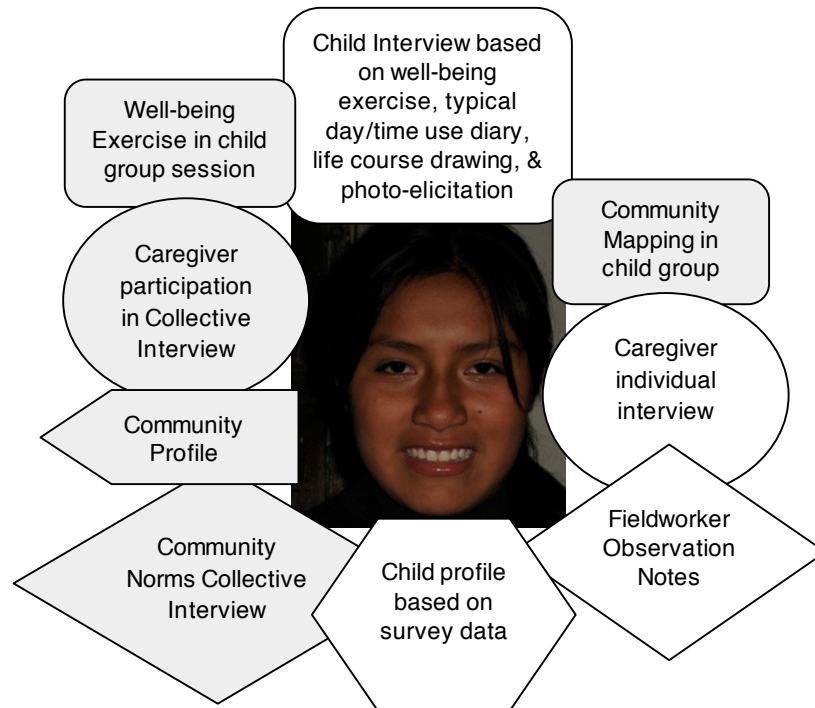 Child Interview based
on well-being
exercise, typical
day/time use diary,
life course drawing, &
photo-elicitation
Well-being
Exercise in child
group session
Community
Mapping in
child group
Caregiver
participation
in Collective
Interview
Caregiver
individual
interview
Community
Profile
Community
Norms Collective
Interview
Child profile
based on
survey data
Fieldworker
Observation
Notes